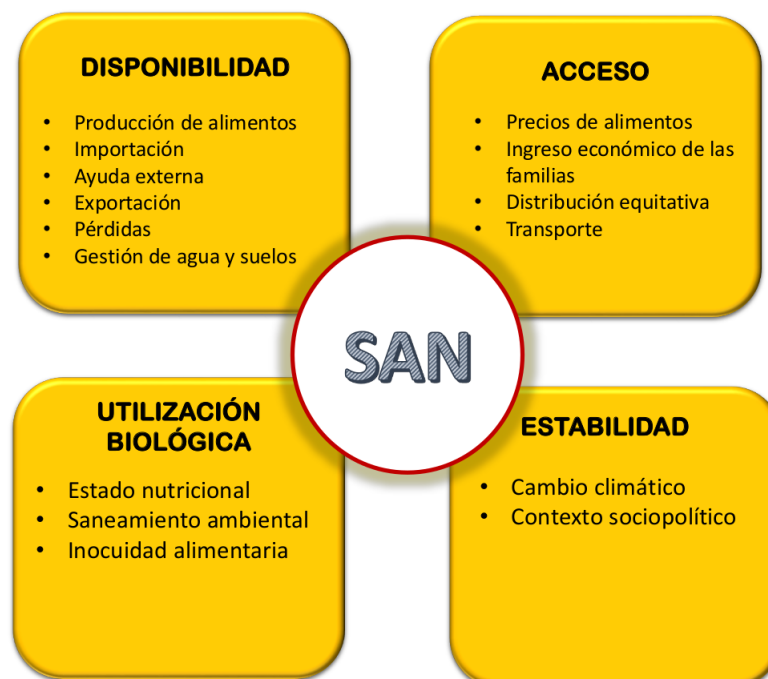 DISPONIBILIDAD
• Producción de alimentos
• Importación
• Ayuda externa
• Exportación
• Pérdidas
• Gestión de agua y suelos
ACCESO
• Precios de alimentos
• Ingreso económico de las
familias
• Distribución equitativa
• Transporte
SAN
UTILIZACIÓN
BIOLÓGICA
• Estado nutricional
• Saneamiento ambiental
• Inocuidad alimentaria
ESTABILIDAD
• Cambio climático
• Contexto sociopolítico